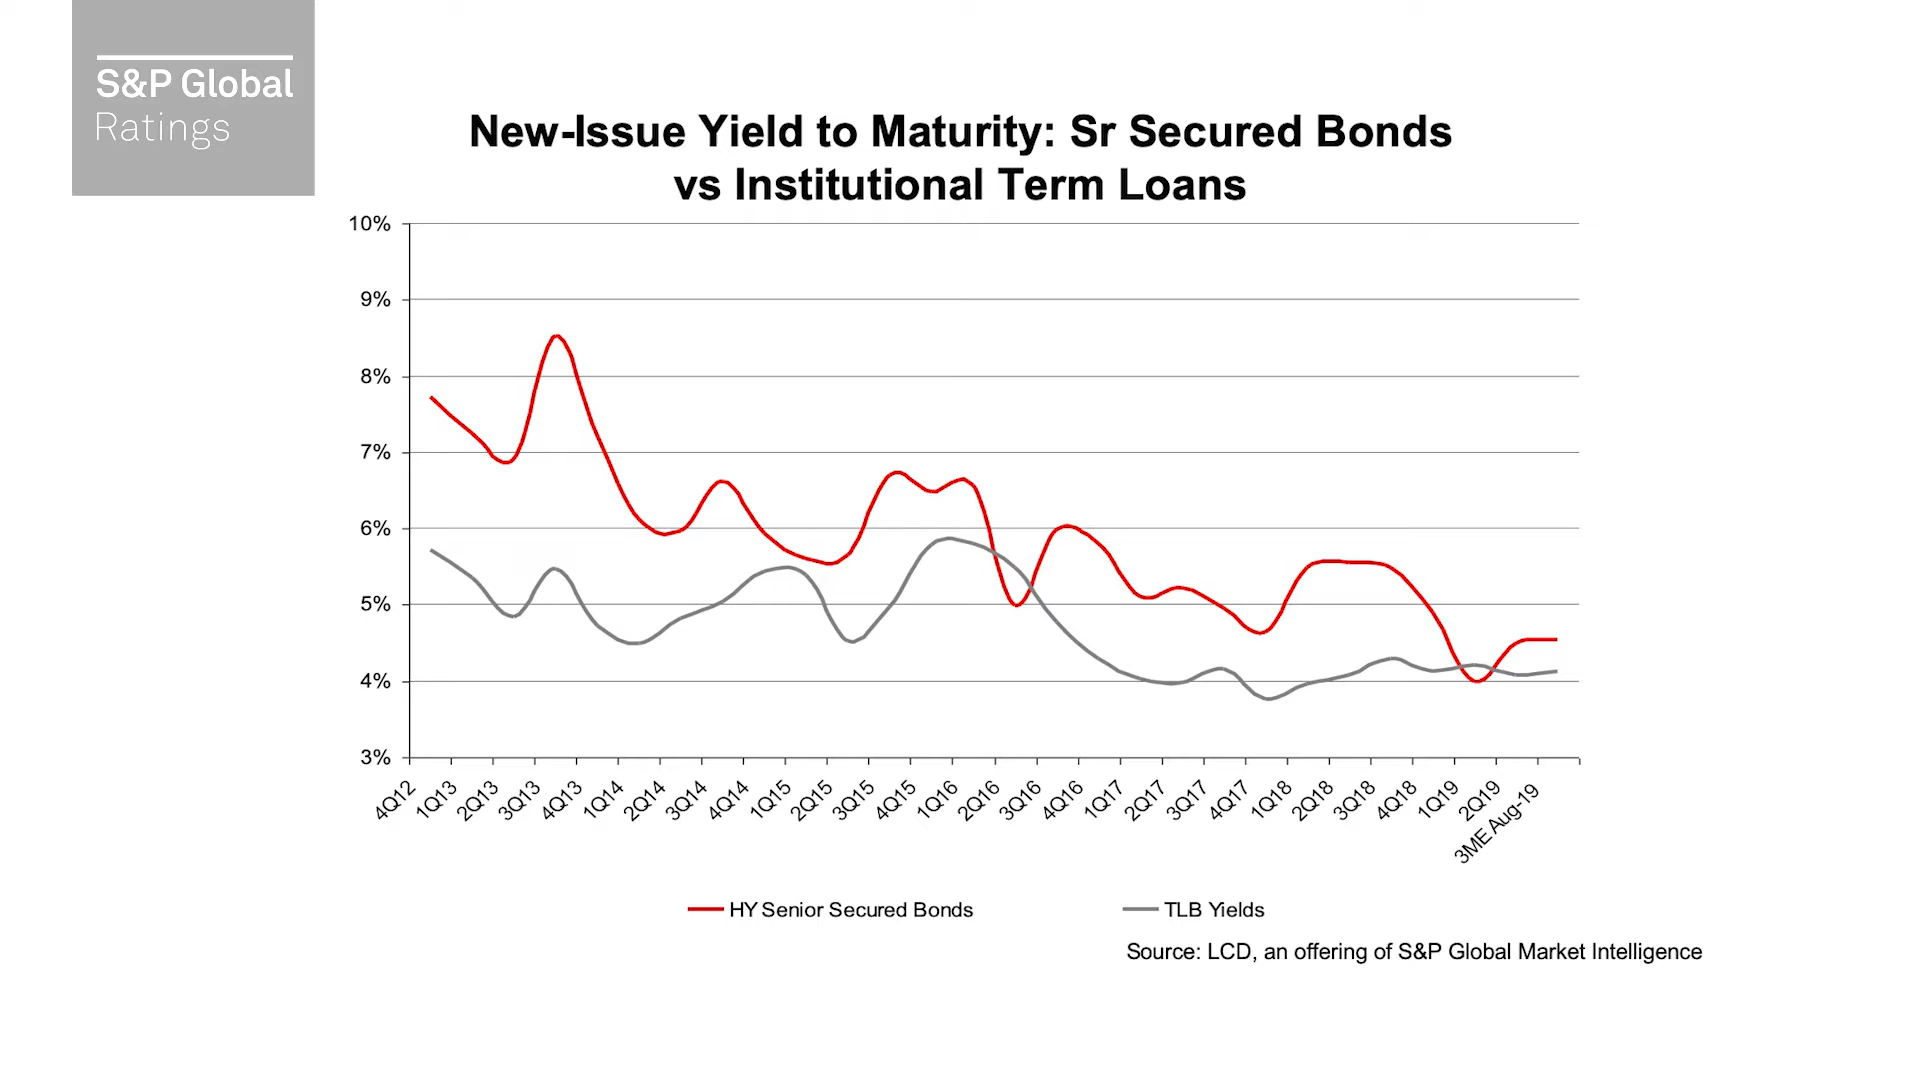 S&P Global
Ratings
New-Issue Yield to Maturity: Sr Secured Bonds
vs Institutional Term Loans
10%
9%
8%
7%
6%
5%
4%
3%
4Q12
1Q13
2Q13
3Q13
4Q13
1Q14
2Q14
3Q14
4Q14
1Q15
2Q15
3Q15
4Q15
1Q16
2Q16
3Q16
4Q16
1Q17
2Q17
3Q17
4Q17
1Q18
2Q18
3Q18
4Q18
1Q19
2Q19
3ME Aug-19
HY Senior Secured Bonds
TLB Yields
Source: LCD, an offering of S&P Global Market Intelligence